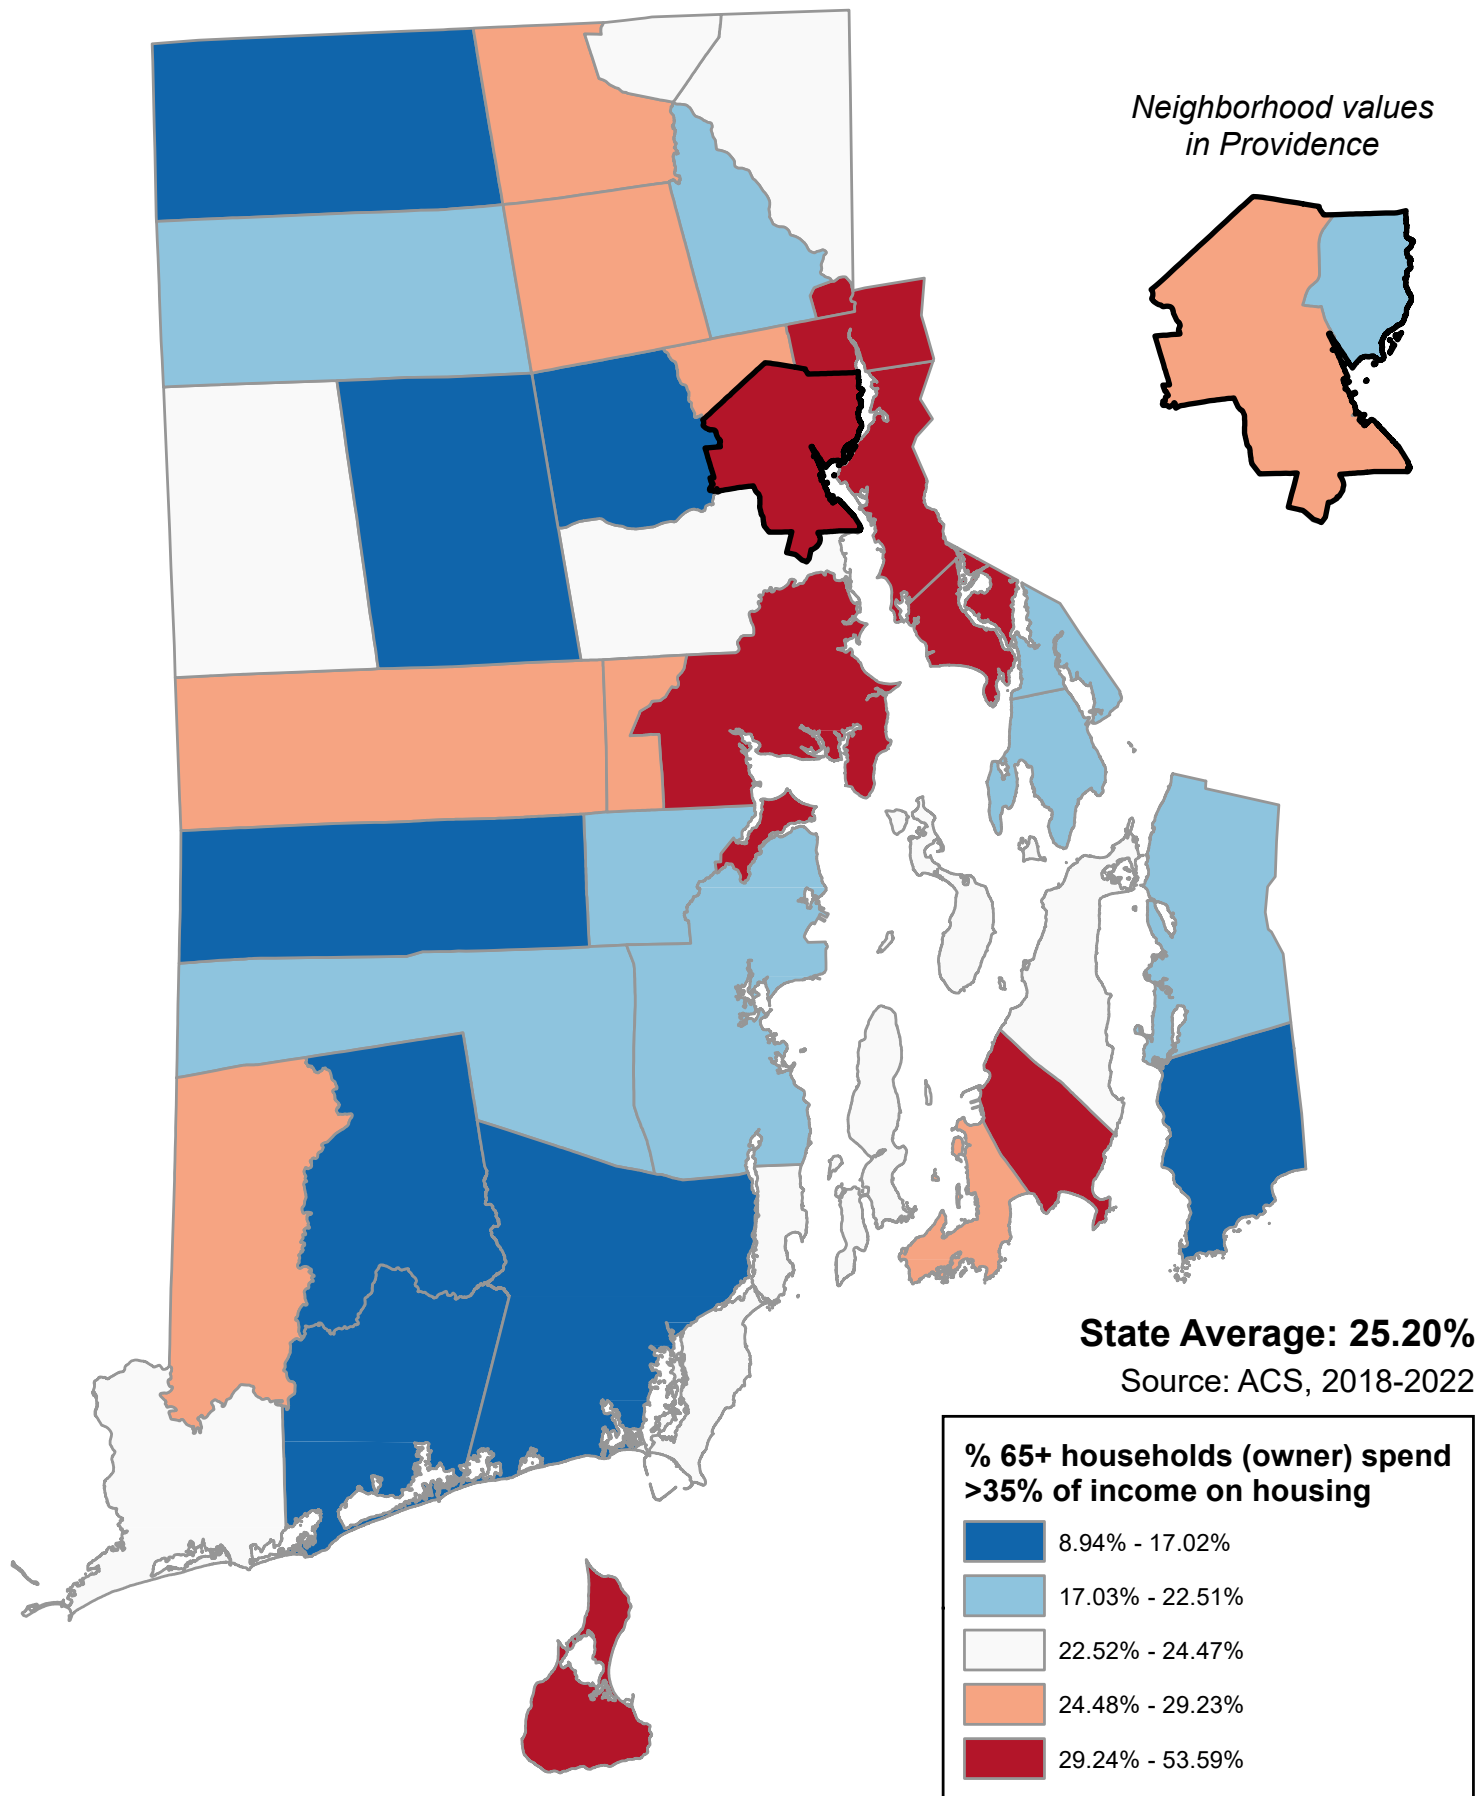 Neighborhood values
in Providence
State Average: 25.20%
Source: ACS, 2018-2022
% 65+ households (owner) spend
>35% of income on housing
8.94% - 17.02%
17.03% - 22.51%
22.52% - 24.47%
24.48% - 29.23%
29.24% - 53.59%